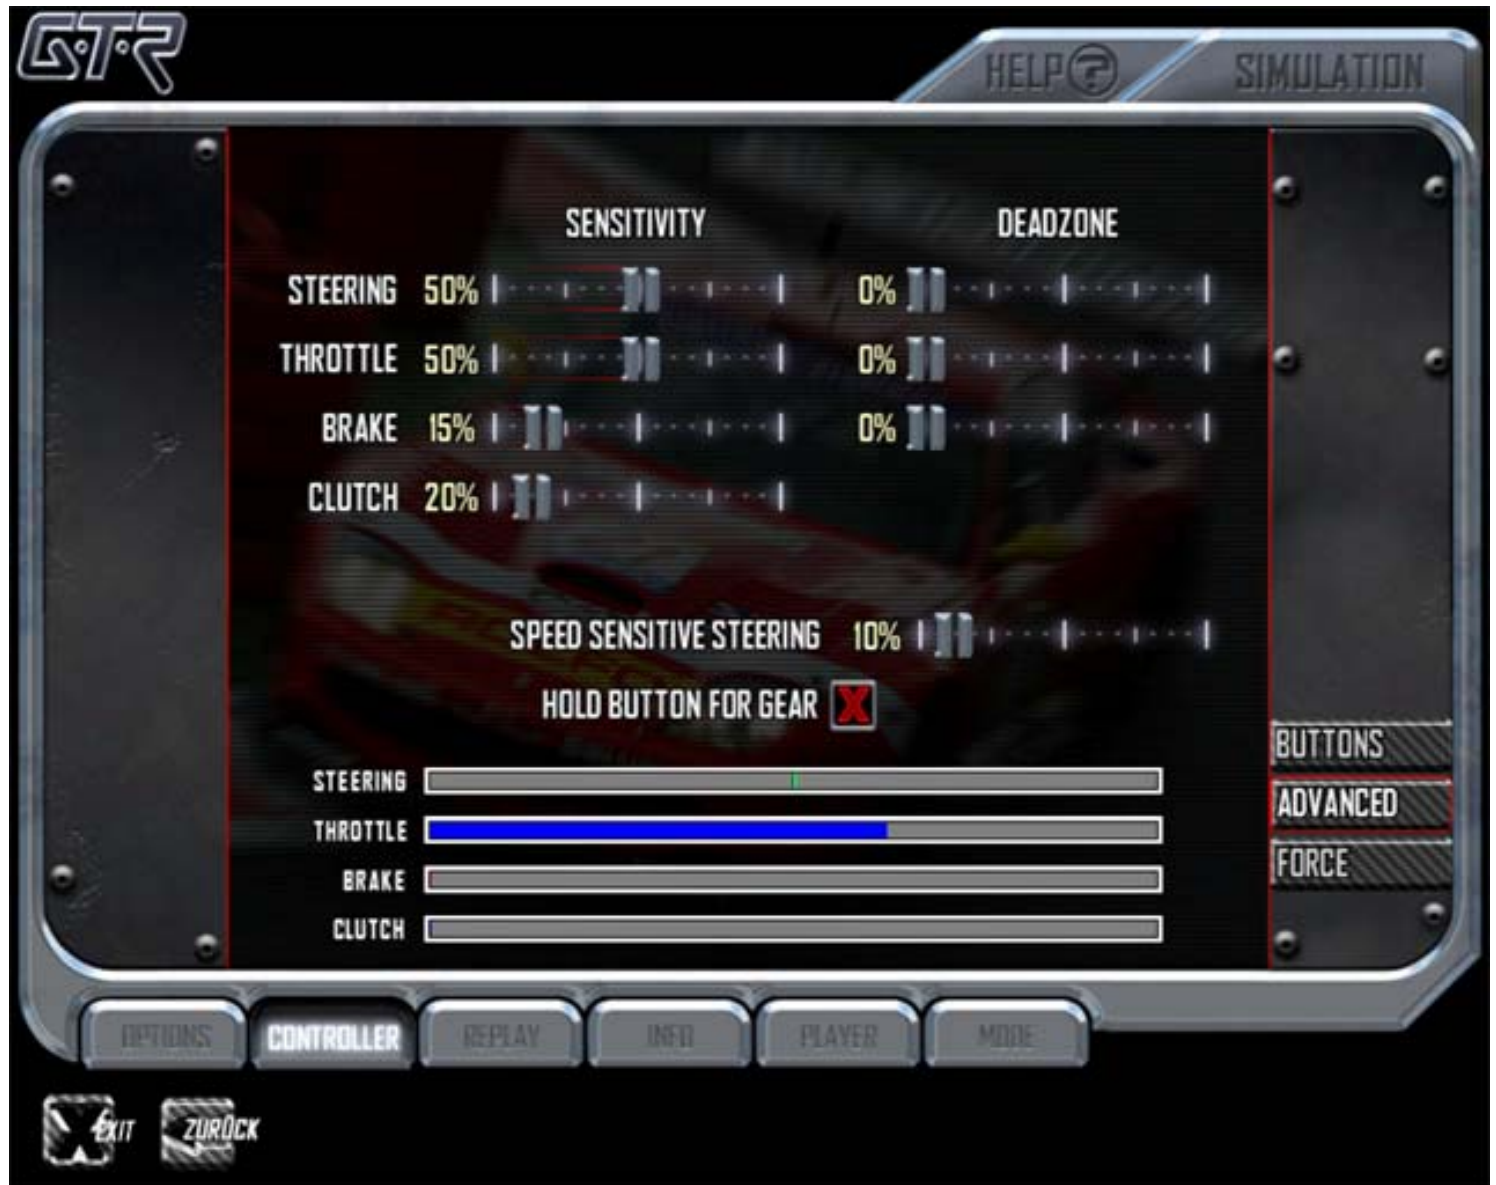 G·T·R
HELP ? SIMULATION
SENSITIVITY DEADZONE
STEERING 50% 0%
THROTTLE 50% 0%
BRAKE 15% 0%
CLUTCH 20%
SPEED SENSITIVE STEERING 10%
HOLD BUTTON FOR GEAR X
BUTTONS
STEERING
ADVANCED
THROTTLE
FORCE
BRAKE
CLUTCH
OPTIONS CONTROLLER REPLAY INFO PLAYER MODE
EXIT ZURÜCK